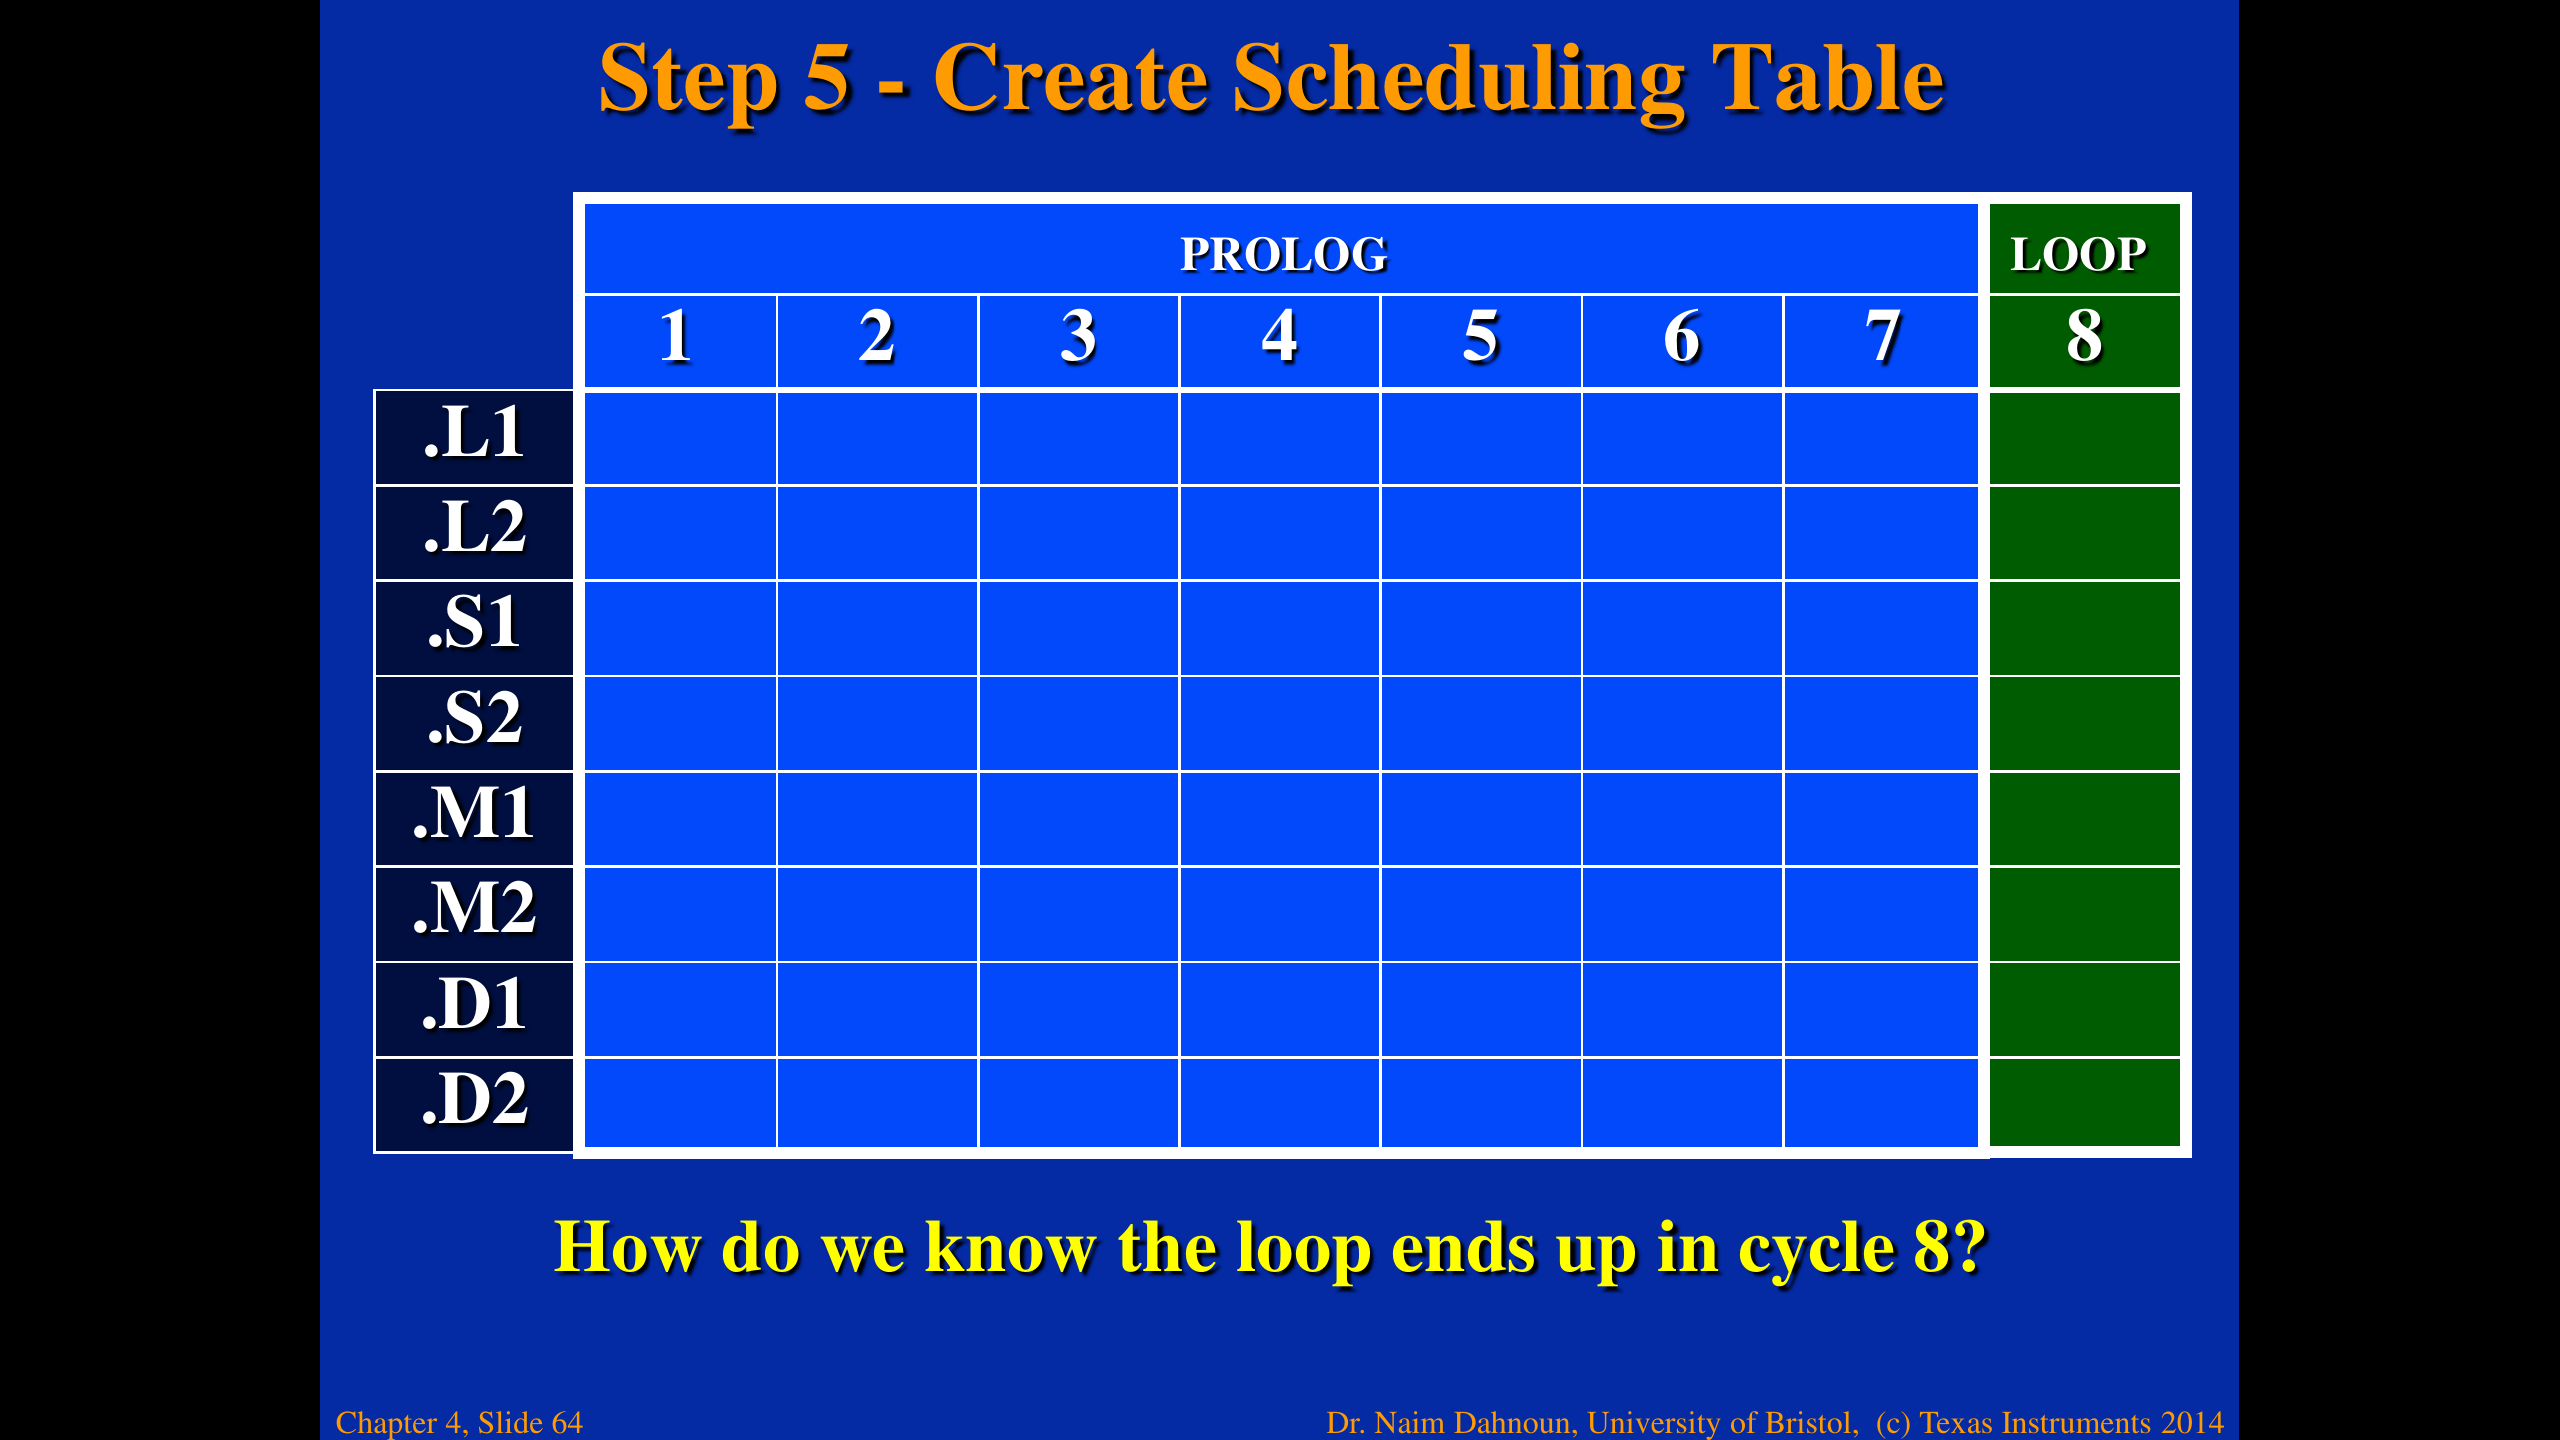 Step 5 - Create Scheduling Table
PROLOG LOOP
1 2 3 4 5 6 7 8
.L1
.L2
.S1
.S2
.M1
.M2
.D1
.D2
How do we know the loop ends up in cycle 8?
Chapter 4, Slide 64 Dr. Naim Dahnoun, University of Bristol, (c) Texas Instruments 2014